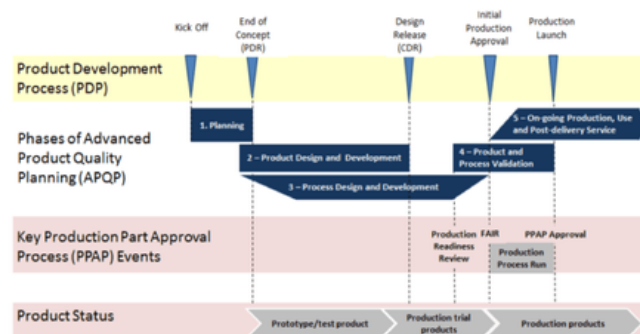 Kick Off
End of
Concept
(PDR)
Design
Release
(CDR)
Initial
Production
Approval
Production
Launch
Product Development
Process (PDP)
Phases of Advanced
Product Quality
Planning (APQP)
1. Planning
2 – Product Design and Development
3 – Process Design and Development
4 – Product and
Process Validation
5 – On-going Production, Use
and Post-delivery Service
Key Production Part Approval
Process (PPAP) Events
Production
Readiness
Review
FAIR
PPAP Approval
Production
Process Run
Product Status
Prototype/test product
Production trial
products
Production products